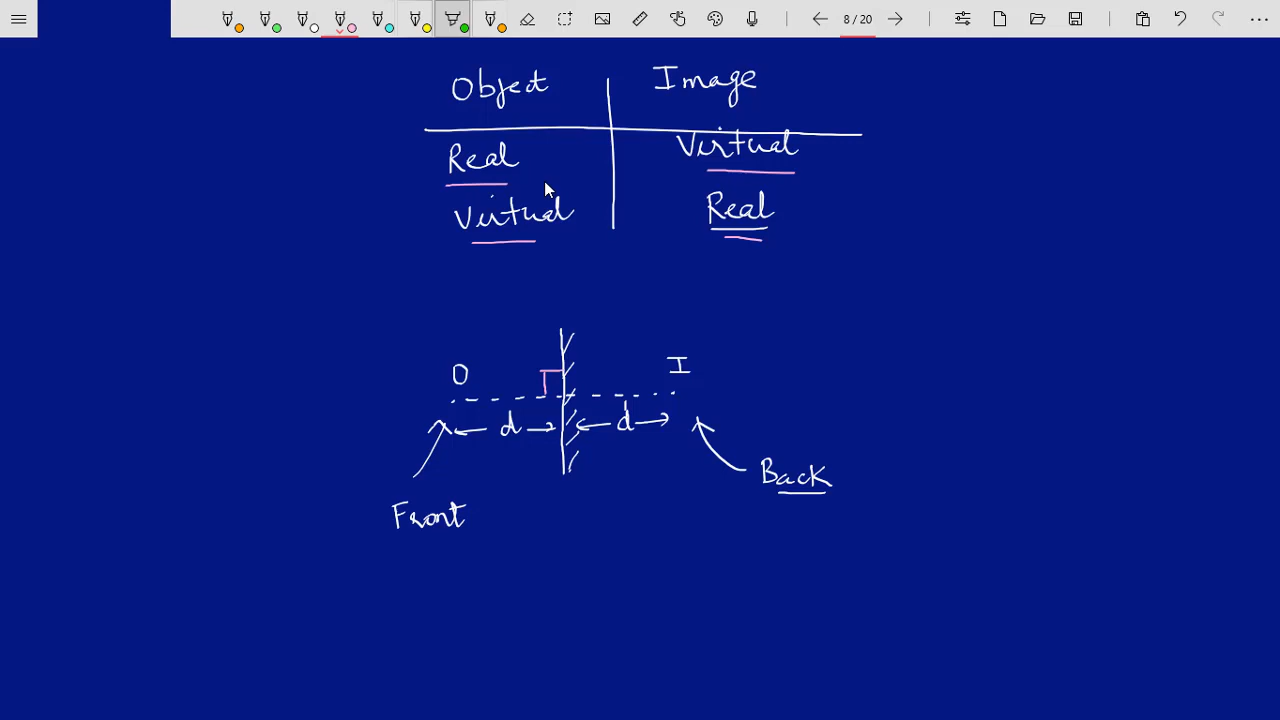 8 / 20
Object Image
Real Virtual
Virtual Real
O I
d d
Back
Front